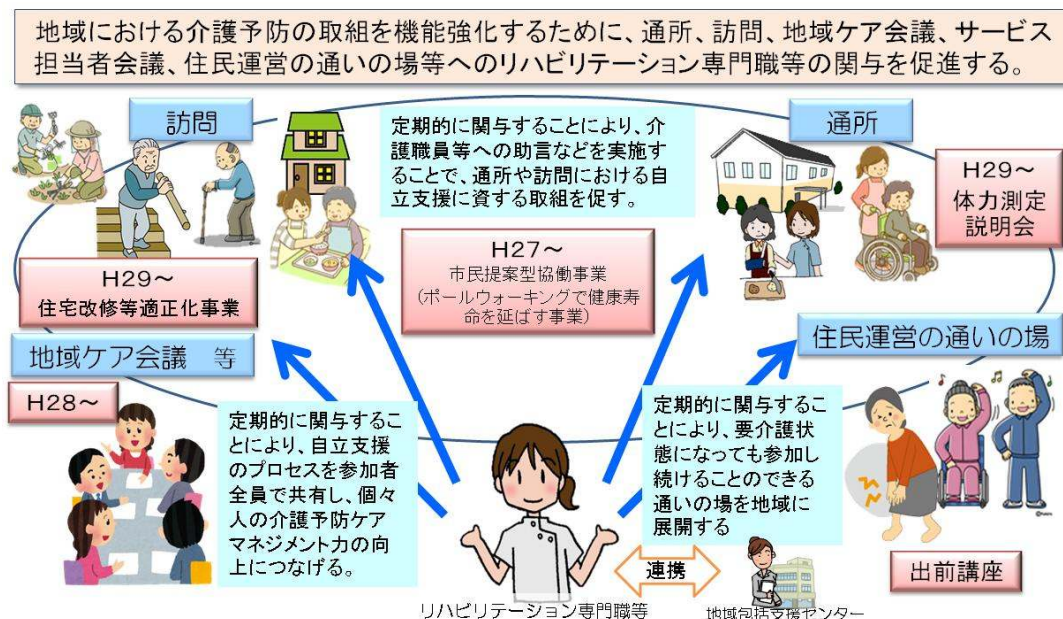 地域における介護予防の取組を機能強化するために、通所、訪問、地域ケア会議、サービス
担当者会議、住民運営の通いの場等へのリハビリテーション専門職等の関与を促進する。
訪問
定期的に関与することにより、介
護職員等への助言などを実施す
ることで、通所や訪問における自
立支援に資する取組を促す。
通所
H29～
体力測定
説明会
H29～
住宅改修等適正化事業
H27～
市民提案型協働事業
(ポールウォーキングで健康寿
命を延ばす事業)
地域ケア会議 等
H28～
住民運営の通いの場
定期的に関与するこ
とにより、自立支援
のプロセスを参加者
全員で共有し、個々
人の介護予防ケア
マネジメント力の向
上につなげる。
定期的に関与するこ
とにより、要介護状
態になっても参加し
続けることのできる
通いの場を地域に
展開する
出前講座
連携
リハビリテーション専門職等
地域包括支援センター